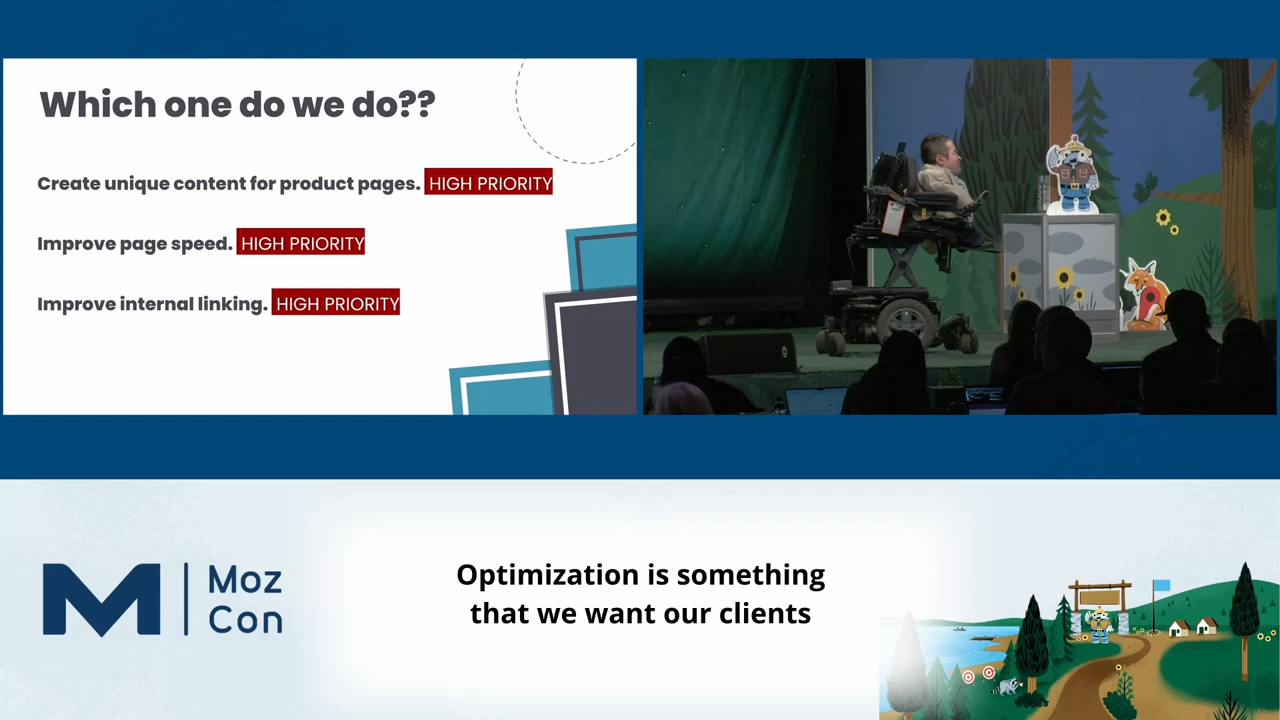 Which one do we do??
Create unique content for product pages. HIGH PRIORITY
Improve page speed. HIGH PRIORITY
Improve internal linking. HIGH PRIORITY
Moz
Con
Optimization is something
that we want our clients